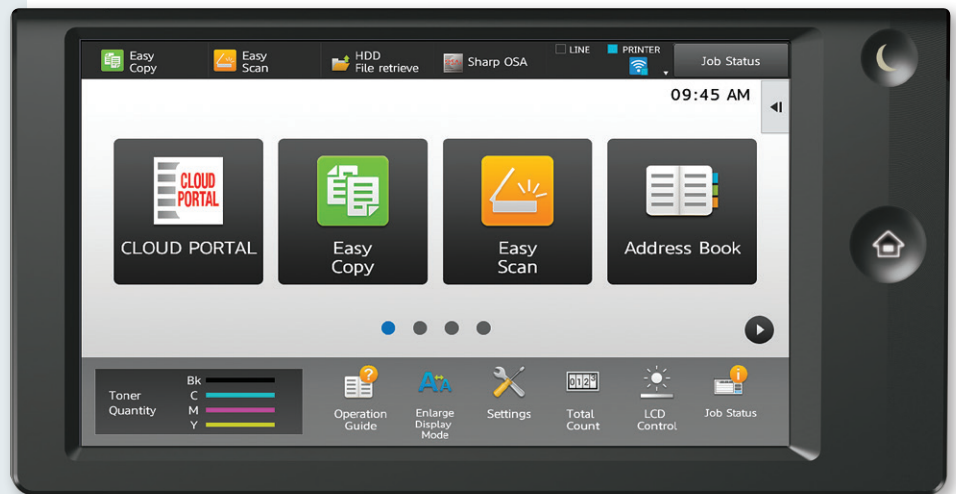 Easy
Copy
Easy
Scan
HDD
File retrieve
Sharp OSA
LINE
PRINTER
Job Status
09:45 AM
CLOUD
PORTAL
CLOUD PORTAL
Easy
Copy
Easy
Scan
Address Book
Toner
Quantity
Bk
C
M
Y
Operation
Guide
Enlarge
Display
Mode
Settings
Total
Count
LCD
Control
Job Status